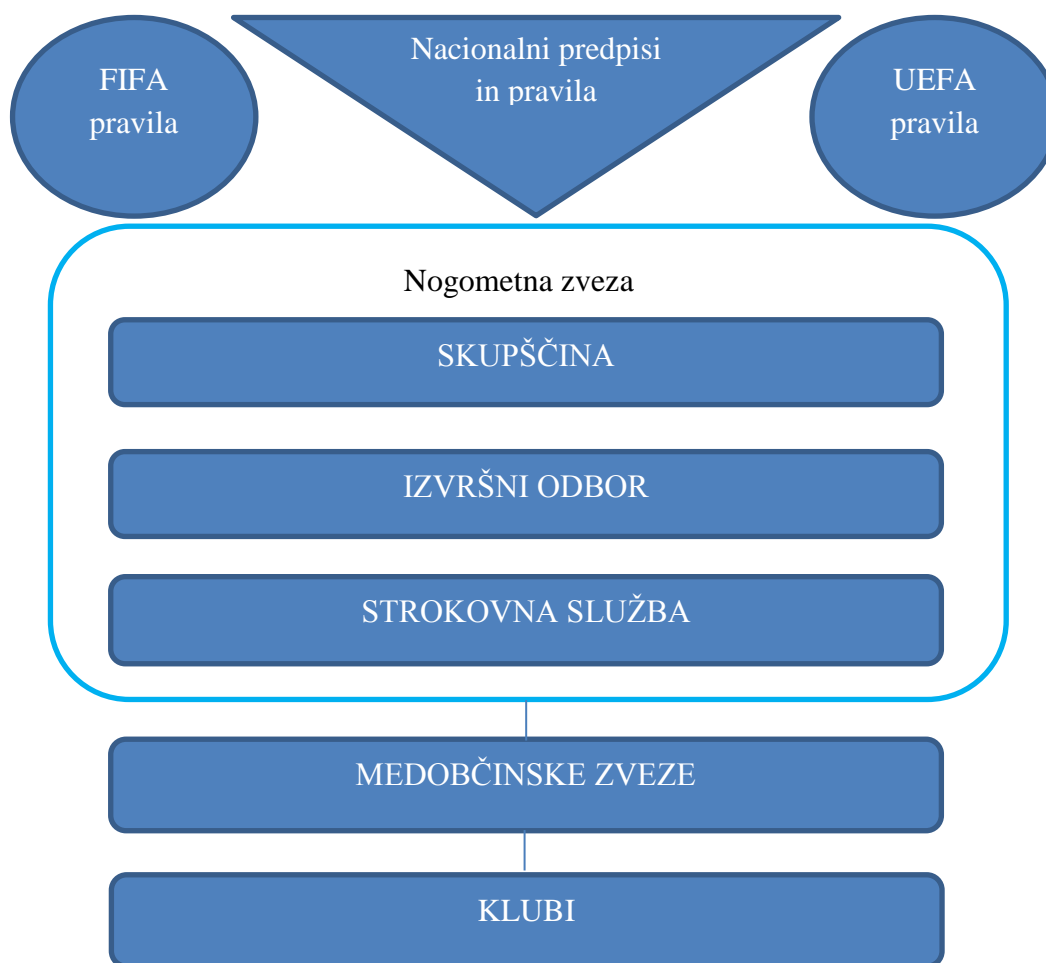 FIFA
pravila
Nacionalni predpisi
in pravila
UEFA
pravila
Nogometna zveza
SKUPŠČINA
IZVRŠNI ODBOR
STROKOVNA SLUŽBA
MEDOBČINSKE ZVEZE
KLUBI